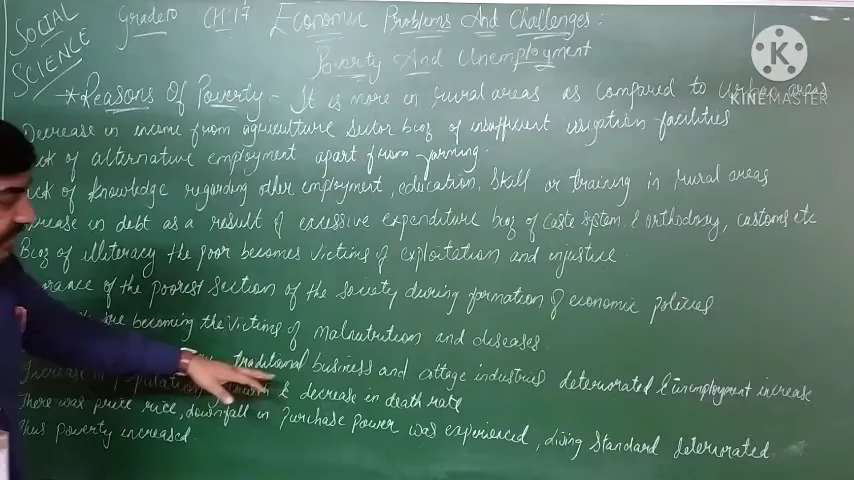 SOCIAL
SCIENCE
Grade 10 CH 17 Economic Problems And Challenges:
Poverty And Unemployment
KINEMASTER
*Reasons Of Poverty - It is more in rural areas as compared to urban areas
Decrease in income from agriculture sector bcoz of insufficient irrigation facilities
of alternative employment apart from farming.
of knowledge regarding other employment, education, skill or training in rural areas
in debt as a result of excessive expenditure bcoz of caste system & orthodoxy, customs etc
Bcoz of illiteracy the poor becomes victims of exploitation and injustice
of the poorest section of the society during formation of economic policies
are becoming the victims of malnutrition and diseases
traditional business and cottage industries deteriorated & unemployment increase
Increase in population & decrease in death rate
There was price rice, downfall in Purchase power was experienced, living standard deteriorated
Thus poverty increased.